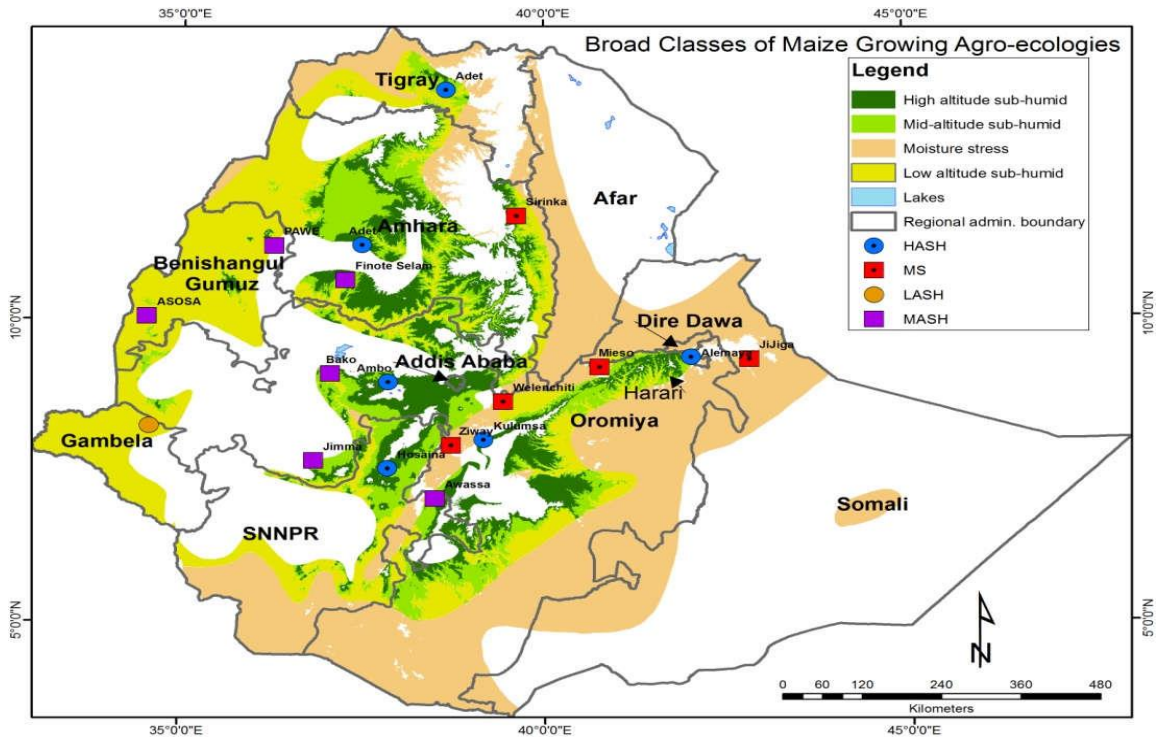 35°0'0"E
40°0'0"E
45°0'0"E
Broad Classes of Maize Growing Agro-ecologies
Legend
High altitude sub-humid
Mid-altitude sub-humid
Moisture stress
Low altitude sub-humid
Lakes
Regional admin. boundary
HASH
MS
LASH
MASH
Tigray
Adet
Afar
Sirinka
Amhara
PAWE
Adet
Benishangul
Gumuz
Finote Selam
ASOSA
10°0'0"N
10°0'0"N
Dire Dawa
Alemaya
JiJiga
Mieso
Bako
Addis Ababa
Ambo
Harari
Welenchiti
Oromiya
Gambela
Ziway
Kulumsa
Jimma
Hosaina
Awassa
Somali
SNNPR
5°0'0"N
5°0'0"N
N
0 60 120 240 360 480
Kilometers
35°0'0"E
40°0'0"E
45°0'0"E